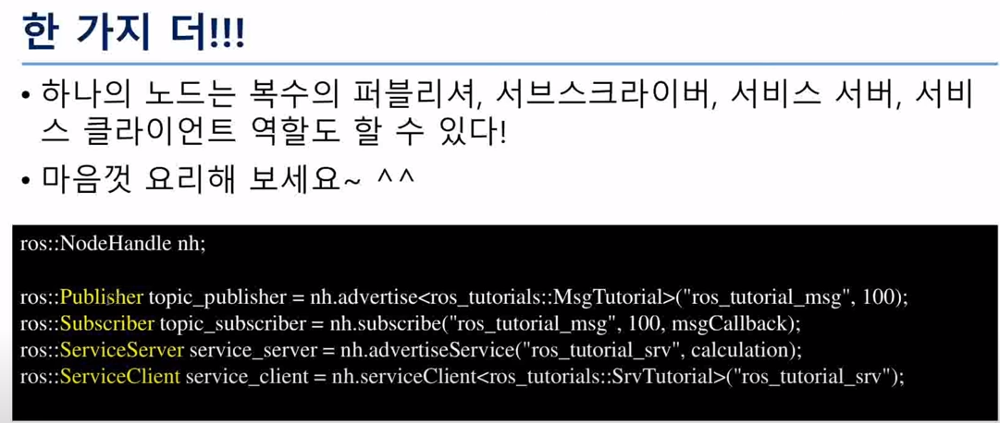 한 가지 더!!!
• 하나의 노드는 복수의 퍼블리셔, 서브스크라이버, 서비스 서버, 서비
스 클라이언트 역할도 할 수 있다!
• 마음껏 요리해 보세요~ ^^
ros::NodeHandle nh;
ros::Publisher topic_publisher = nh.advertise<ros_tutorials::MsgTutorial>("ros_tutorial_msg", 100);
ros::Subscriber topic_subscriber = nh.subscribe("ros_tutorial_msg", 100, msgCallback);
ros::ServiceServer service_server = nh.advertiseService("ros_tutorial_srv", calculation);
ros::ServiceClient service_client = nh.serviceClient<ros_tutorials::SrvTutorial>("ros_tutorial_srv");